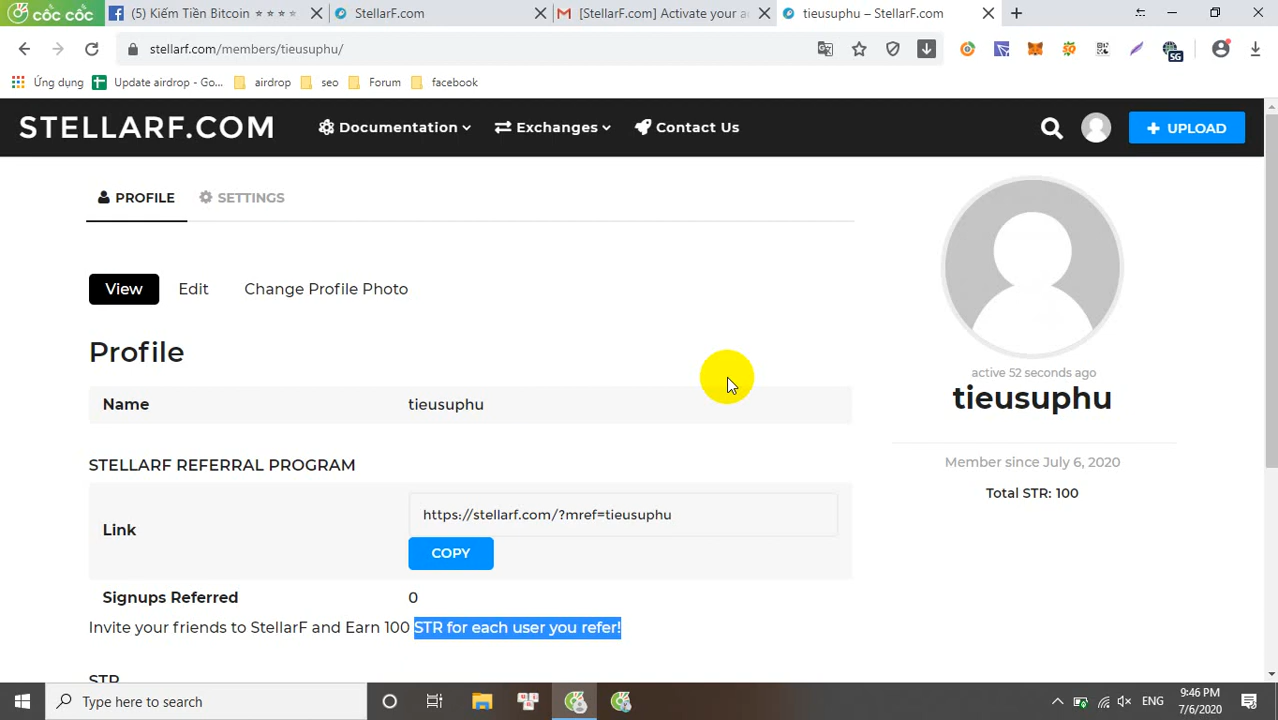 cốc cốc
(5) Kiếm Tiền Bitcoin ★ ★ ★ ★
StellarF.com
[StellarF.com] Activate your ac
tieusuphu – StellarF.com
stellarf.com/members/tieusuphu/
SG
Ứng dụng
Update airdrop - Go...
airdrop
seo
Forum
facebook
STELLARF.COM
Documentation
Exchanges
Contact Us
UPLOAD
PROFILE
SETTINGS
View
Edit
Change Profile Photo
Profile
Name
tieusuphu
STELLARF REFERRAL PROGRAM
Link
https://stellarf.com/?mref=tieusuphu
COPY
Signups Referred
0
Invite your friends to StellarF and Earn 100 STR for each user you refer!
STR
active 52 seconds ago
tieusuphu
Member since July 6, 2020
Total STR: 100
Type here to search
ENG
9:46 PM
7/6/2020